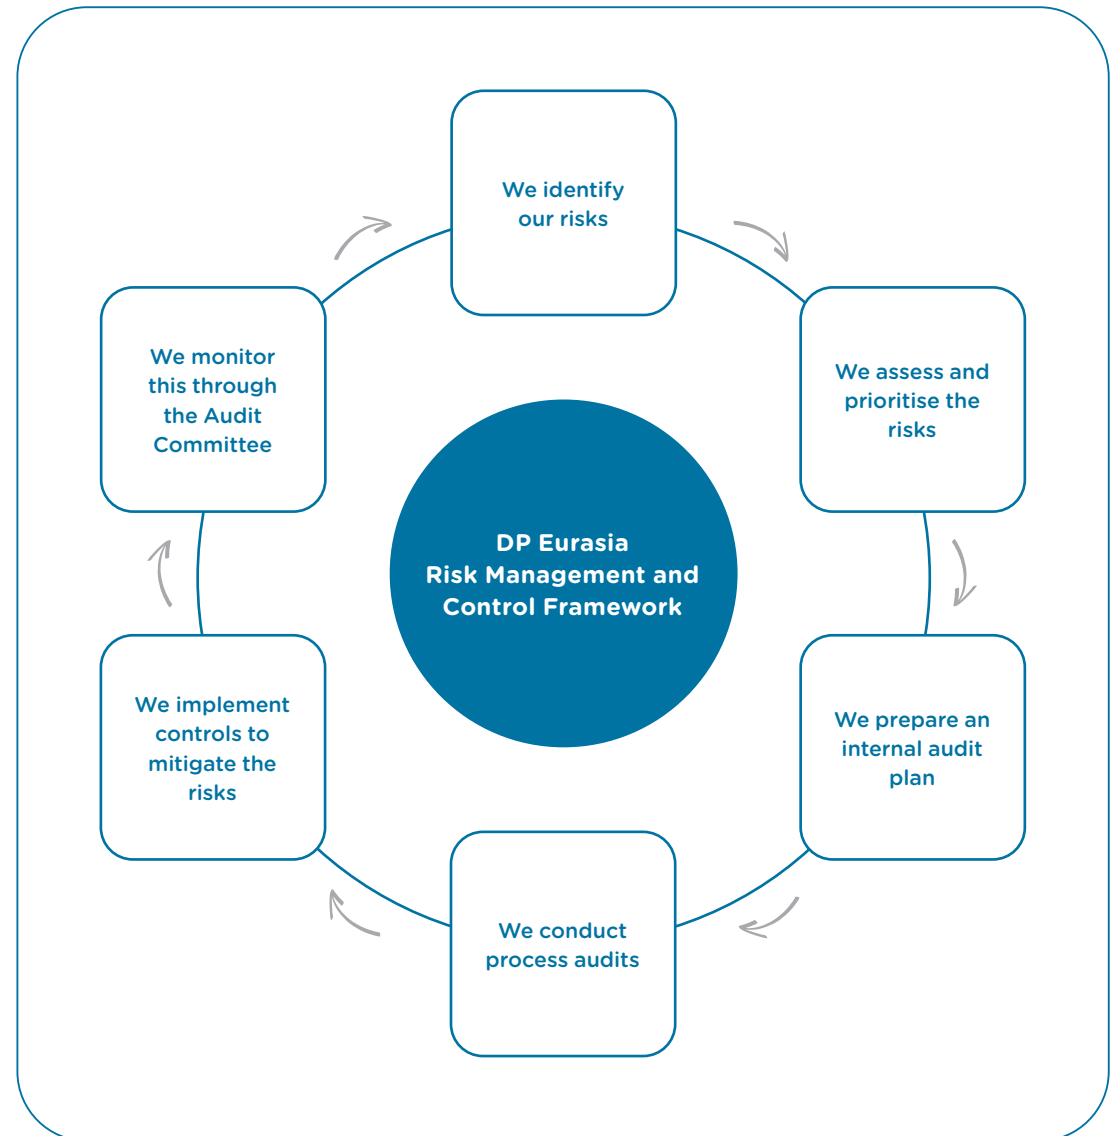 We identify
our risks
We assess and
prioritise the
risks
We prepare an
internal audit
plan
We conduct
process audits
We implement
controls to
mitigate the
risks
We monitor
this through
the Audit
Committee
DP Eurasia
Risk Management and
Control Framework